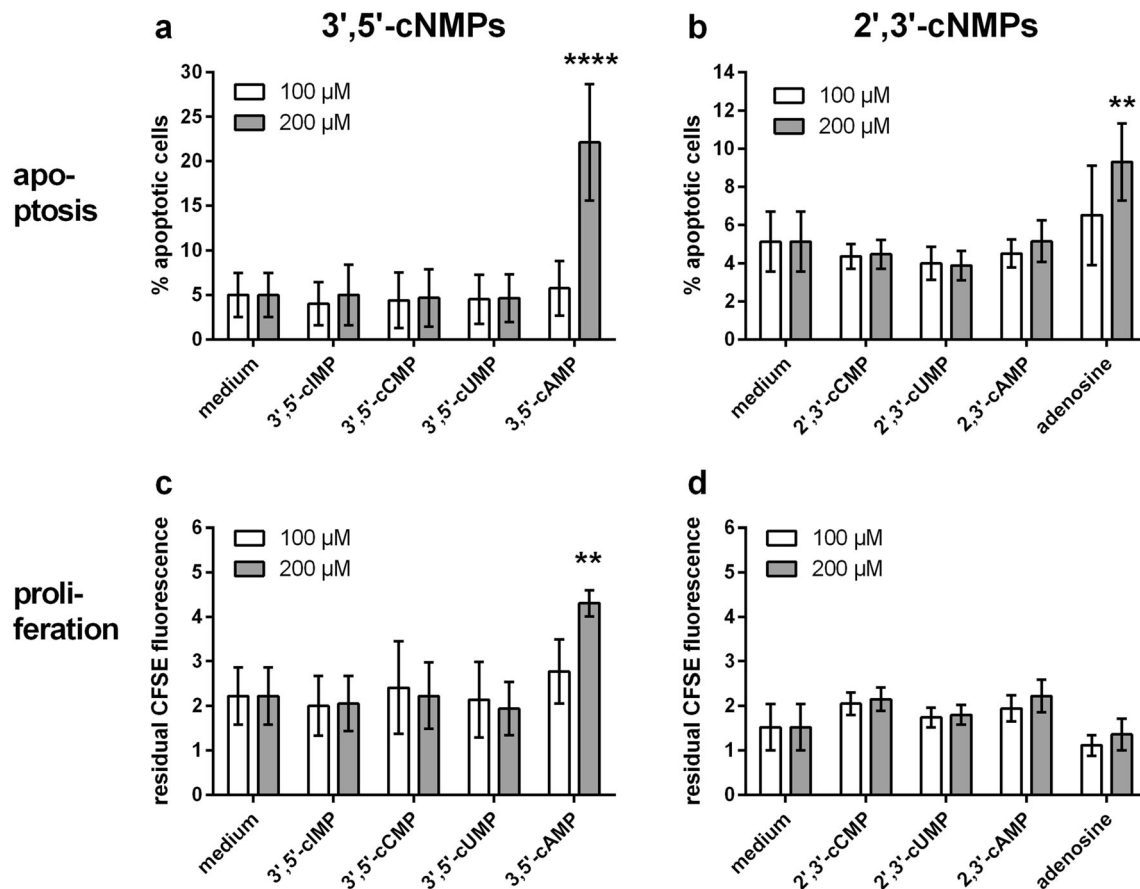 a 3',5'-cNMPs
b 2',3'-cNMPs
apo-
ptosis
% apoptotic cells
30
25
20
15
10
5
0
100 µM
200 µM
****
medium
3',5'-cIMP
3',5'-cCMP
3',5'-cUMP
3,5'-cAMP
% apoptotic cells
14
12
10
8
6
4
2
0
100 µM
200 µM
**
medium
2',3'-cCMP
2',3'-cUMP
2,3'-cAMP
adenosine
proli-
feration
c
residual CFSE fluorescence
6
5
4
3
2
1
0
100 µM
200 µM
**
medium
3',5'-cIMP
3',5'-cCMP
3',5'-cUMP
3,5'-cAMP
d
residual CFSE fluorescence
6
5
4
3
2
1
0
100 µM
200 µM
medium
2',3'-cCMP
2',3'-cUMP
2,3'-cAMP
adenosine